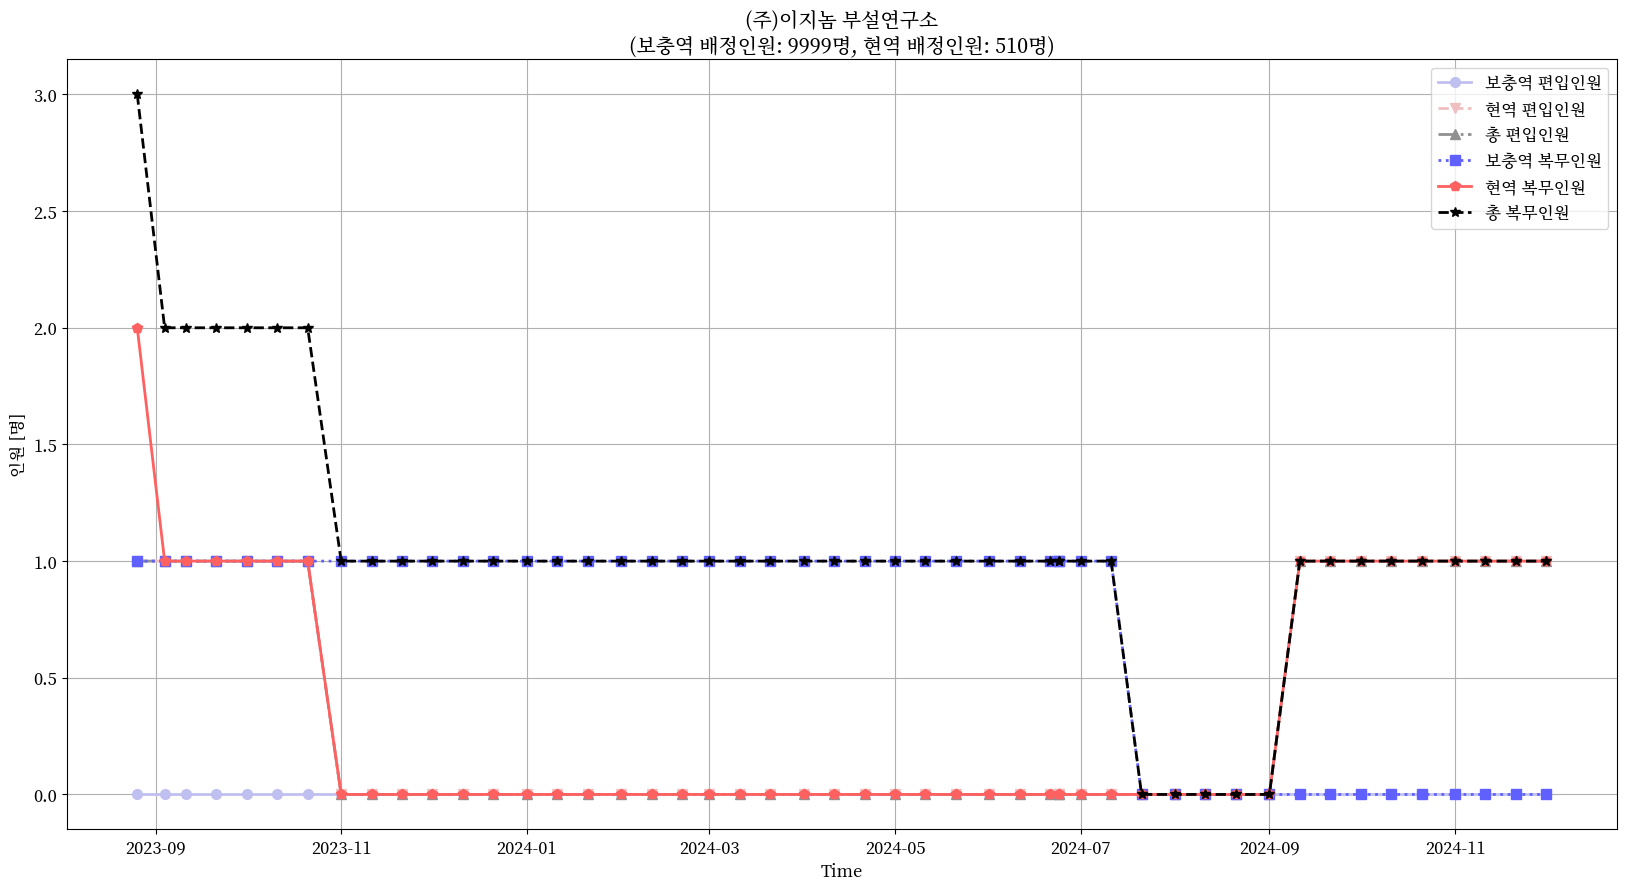 (주)이지놈 부설연구소
(보충역 배정인원: 9999명, 현역 배정인원: 510명)
보충역 편입인원
현역 편입인원
총 편입인원
보충역 복무인원
현역 복무인원
총 복무인원
인원 [명]
3.0
2.5
2.0
1.5
1.0
0.5
0.0
2023-09 2023-11 2024-01 2024-03 2024-05 2024-07 2024-09 2024-11
Time